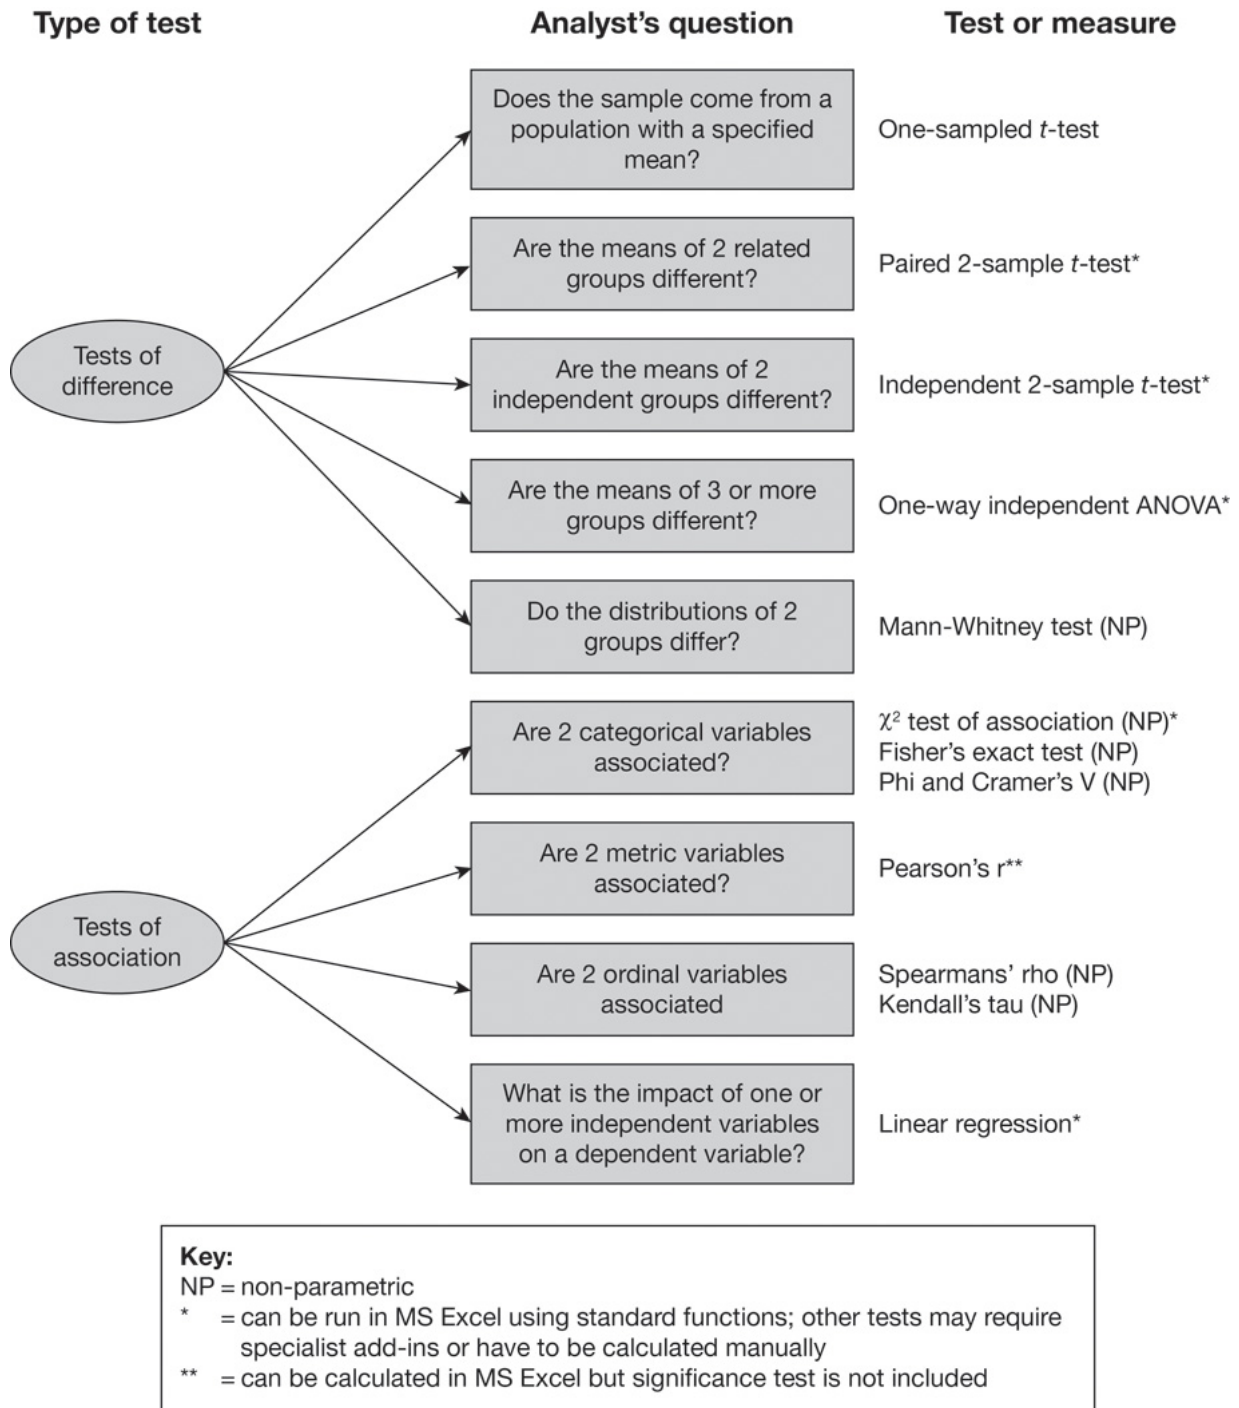 Type of test
Analyst’s question
Test or measure
Does the sample come from a
population with a specified
mean?
One-sampled t-test
Are the means of 2 related
groups different?
Paired 2-sample t-test*
Tests of
difference
Are the means of 2
independent groups different?
Independent 2-sample t-test*
Are the means of 3 or more
groups different?
One-way independent ANOVA*
Do the distributions of 2
groups differ?
Mann-Whitney test (NP)
Are 2 categorical variables
associated?
χ² test of association (NP)*
Fisher’s exact test (NP)
Phi and Cramer’s V (NP)
Are 2 metric variables
associated?
Pearson’s r**
Tests of
association
Are 2 ordinal variables
associated
Spearmans’ rho (NP)
Kendall’s tau (NP)
What is the impact of one or
more independent variables
on a dependent variable?
Linear regression*
Key:
NP = non-parametric
* = can be run in MS Excel using standard functions; other tests may require
specialist add-ins or have to be calculated manually
** = can be calculated in MS Excel but significance test is not included